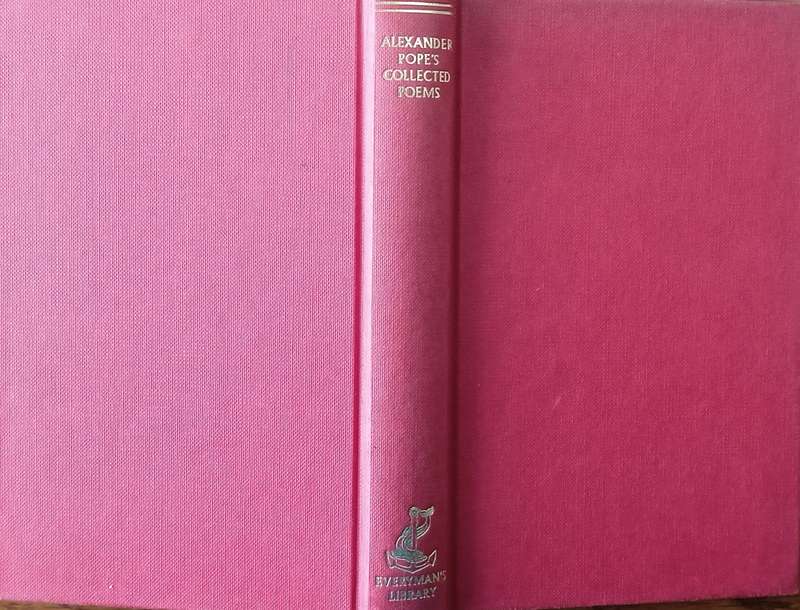 ALEXANDER
POPE'S
COLLECTED
POEMS
EVERYMAN'S
LIBRARY